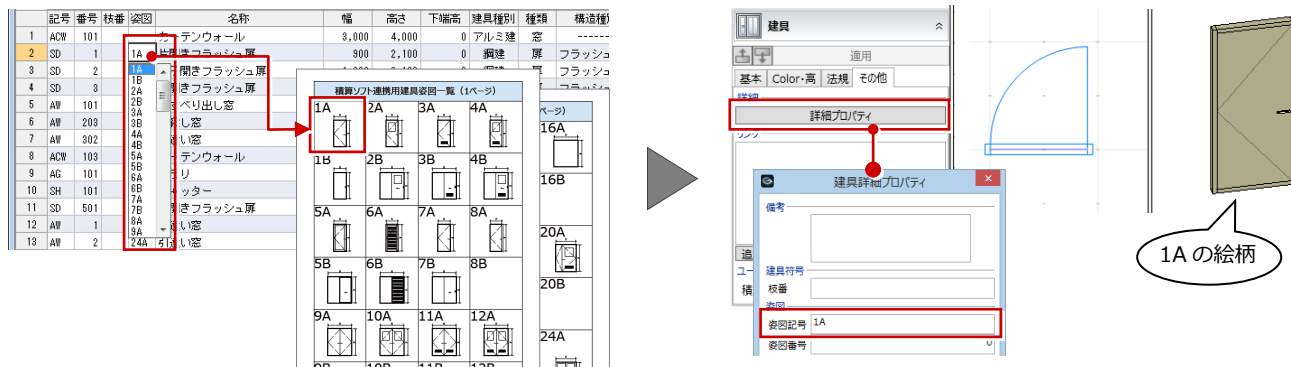 記号 番号 枝番 姿図 名称 幅 高さ 下端高 建具種別 種類 構造種
1 ACW 101 カーテンウォール 3,000 4,000 0 アルミ建 窓 ------
2 SD 1 1A 片開きフラッシュ扉 900 2,100 0 鋼建 扉 フラッシュ
3 SD 2 開きフラッシュ扉 フラッシュ
4 SD 3 開きフラッシュ扉
5 AW 101 すべり出し窓
6 AW 203 し窓
7 AW 302 い窓
8 ACW 103 ーテンウォール
9 AG 101 リ
10 SH 101 ッター
11 SD 501 開きフラッシュ扉
12 AW 1 い窓
13 AW 2 引違い窓
1A
1B
2A
2B
3A
3B
4A
4B
5A
5B
6A
6B
7A
7B
8A
9A
24A
積算ソフト連携用建具姿図一覧（1ページ）
1A 2A 3A 4A
1B 2B 3B 4B
5A 6A 7A 8A
5B 6B 7B 8B
9A 10A 11A 12A
9B 10B 11B 12B
ページ）
16A
16B
20A
20B
24A
建具
適用
基本 Color・高 法規 その他
詳細
詳細プロパティ
リンク
追
ユー
積
建具詳細プロパティ
備考
建具符号
枝番
姿図
姿図記号 1A
姿図番号 0
1A の絵柄